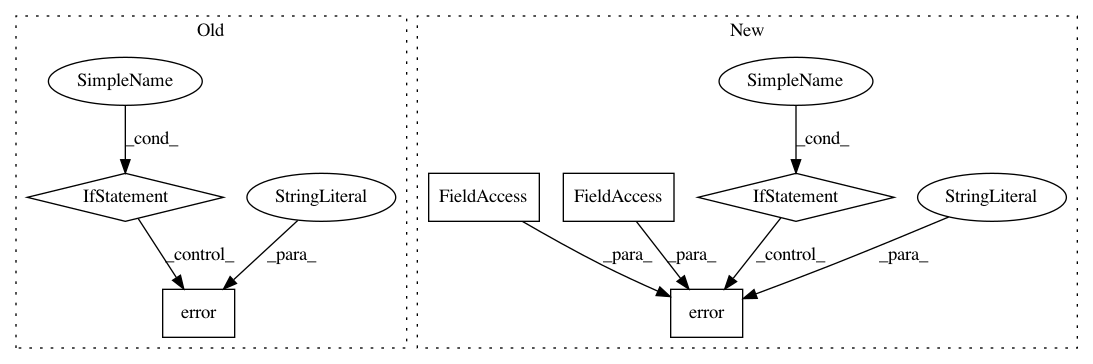 Old
New
SimpleName
SimpleName
_cond_
_cond_
IfStatement
StringLiteral
FieldAccess
FieldAccess
IfStatement
StringLiteral
_control_
_para_
_para_
_para_
_control_
_para_
error
error